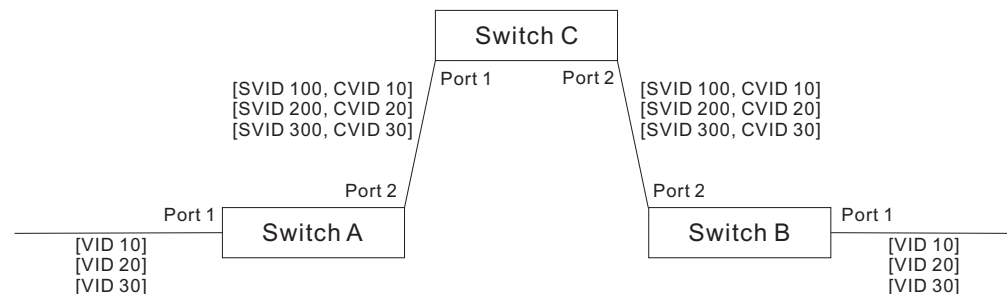 Switch C
Port 1
Port 2
[SVID 100, CVID 10]
[SVID 200, CVID 20]
[SVID 300, CVID 30]
[SVID 100, CVID 10]
[SVID 200, CVID 20]
[SVID 300, CVID 30]
Port 1
Port 2
Switch A
[VID 10]
[VID 20]
[VID 30]
Port 2
Port 1
Switch B
[VID 10]
[VID 20]
[VID 30]